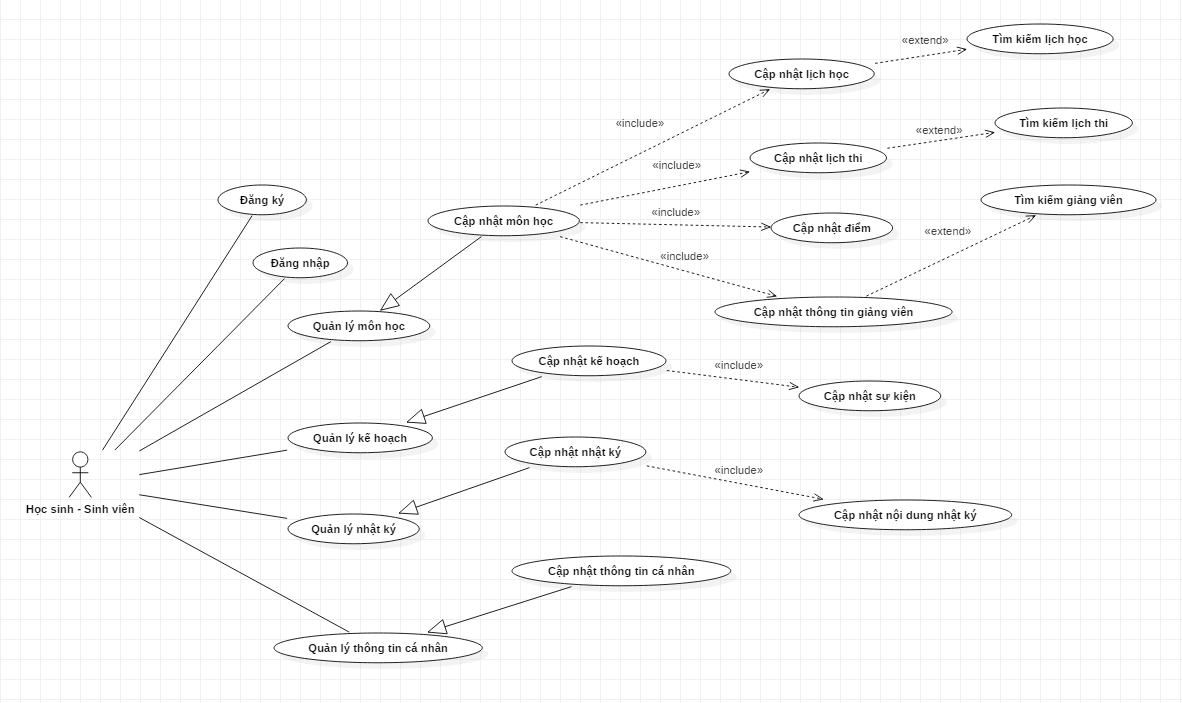 «extend»
Tìm kiếm lịch học
Cập nhật lịch học
«include»
Tìm kiếm lịch thi
«extend»
Cập nhật lịch thi
«include»
Đăng ký
Tìm kiếm giảng viên
Cập nhật môn học
«include»
Cập nhật điểm
«extend»
«include»
Đăng nhập
Cập nhật thông tin giảng viên
Quản lý môn học
Cập nhật kế hoạch
«include»
Cập nhật sự kiện
Quản lý kế hoạch
Cập nhật nhật ký
«include»
Học sinh - Sinh viên
Cập nhật nội dung nhật ký
Quản lý nhật ký
Cập nhật thông tin cá nhân
Quản lý thông tin cá nhân